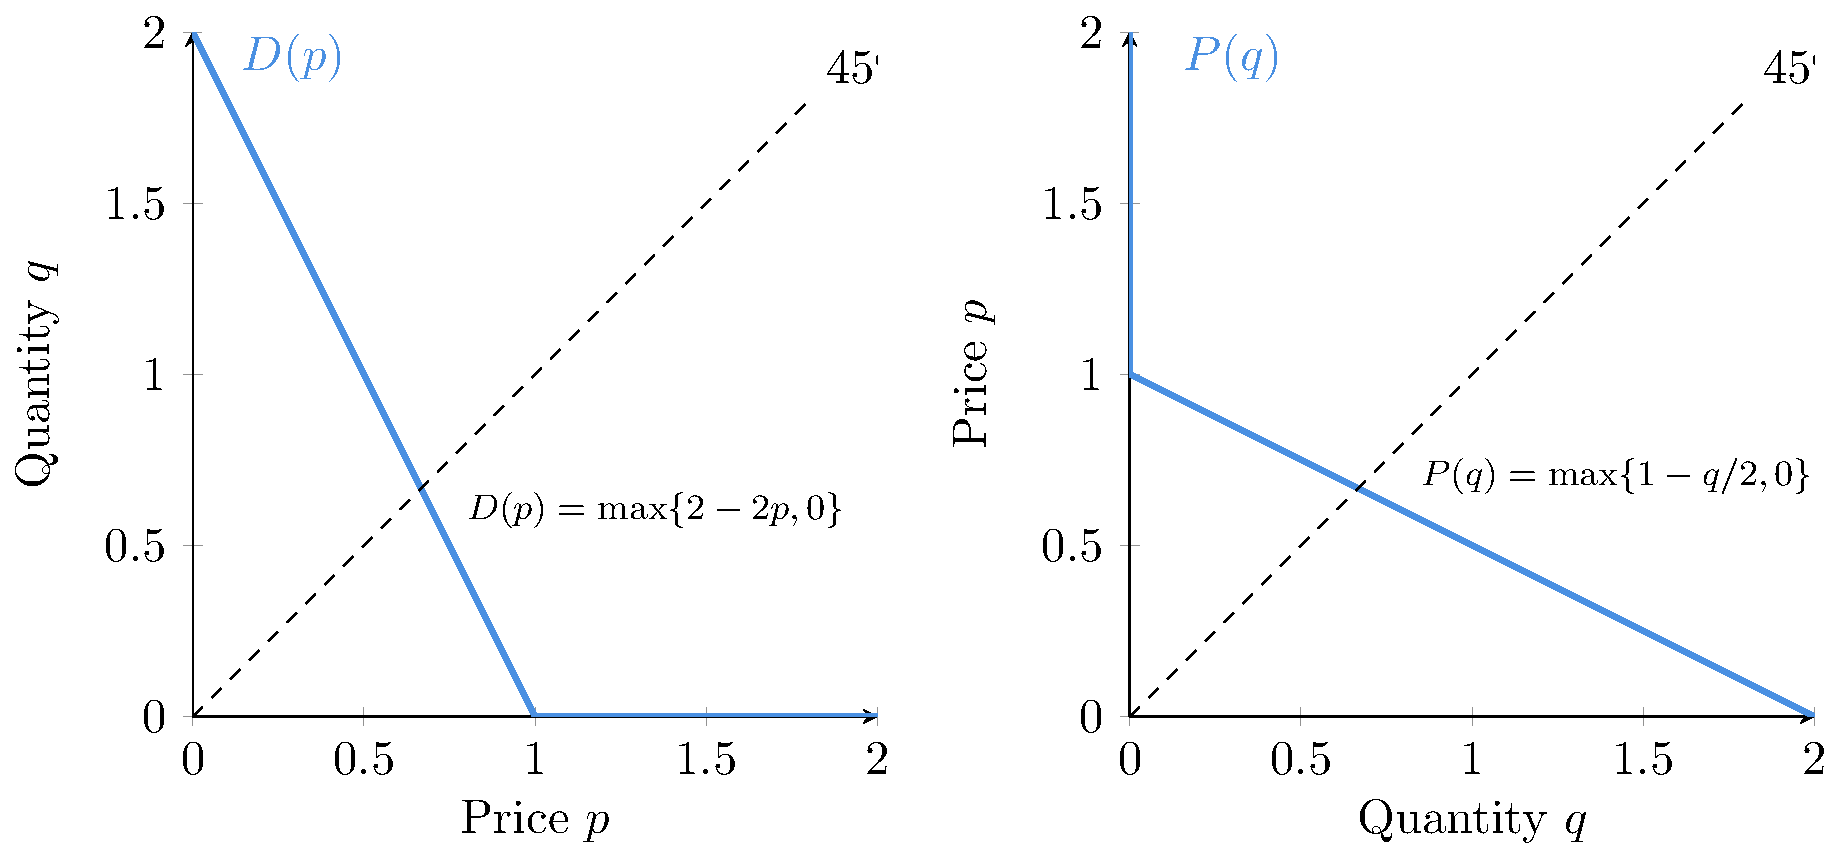 2
1.5
1
0.5
0
Quantity q
D(p)
45
D(p) = max{2 − 2p, 0}
0 0.5 1 1.5 2
Price p
2
1.5
1
0.5
0
Price p
P(q)
45
P(q) = max{1 − q/2, 0}
0 0.5 1 1.5 2
Quantity q